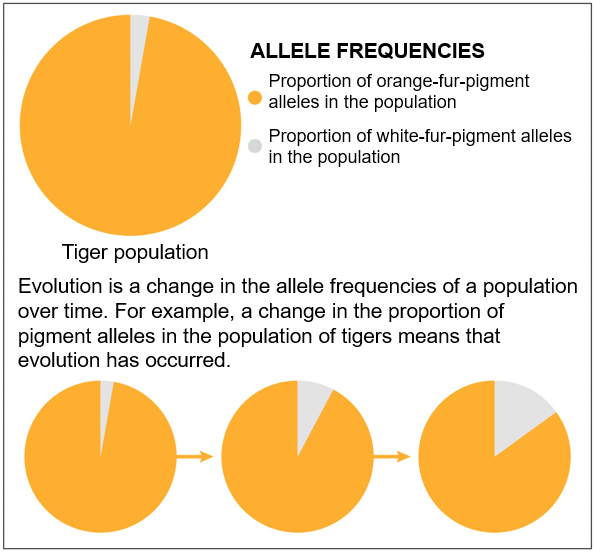 ALLELE FREQUENCIES
Proportion of orange-fur-pigment
alleles in the population
Proportion of white-fur-pigment alleles
in the population
Tiger population
Evolution is a change in the allele frequencies of a population
over time. For example, a change in the proportion of
pigment alleles in the population of tigers means that
evolution has occurred.